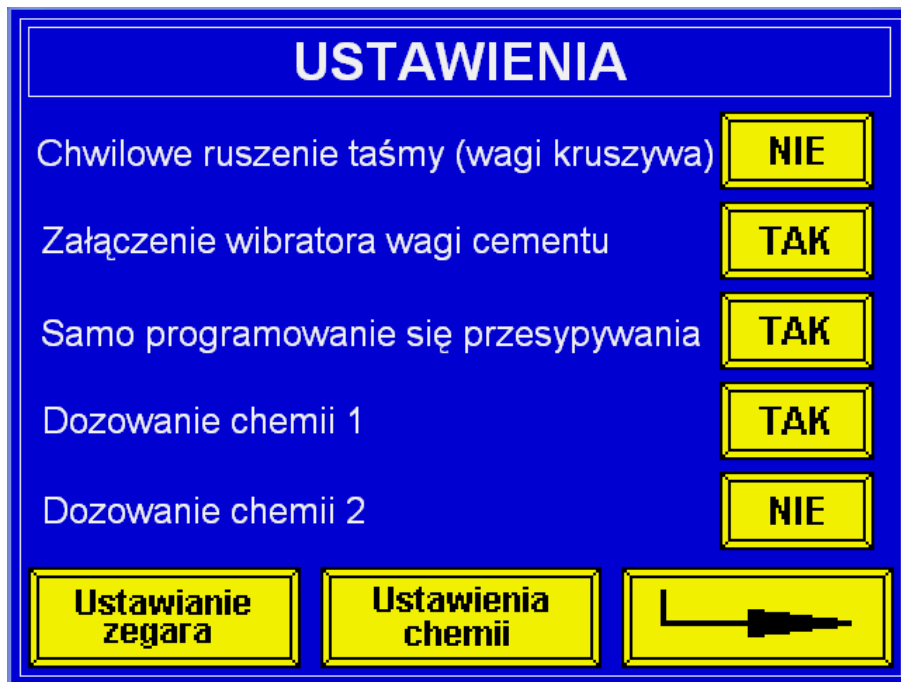 USTAWIENIA
Chwilowe ruszenie taśmy (wagi kruszywa) NIE
Załączenie wibratora wagi cementu TAK
Samo programowanie się przesypywania TAK
Dozowanie chemii 1 TAK
Dozowanie chemii 2 NIE
Ustawianie
zegara
Ustawienia
chemii